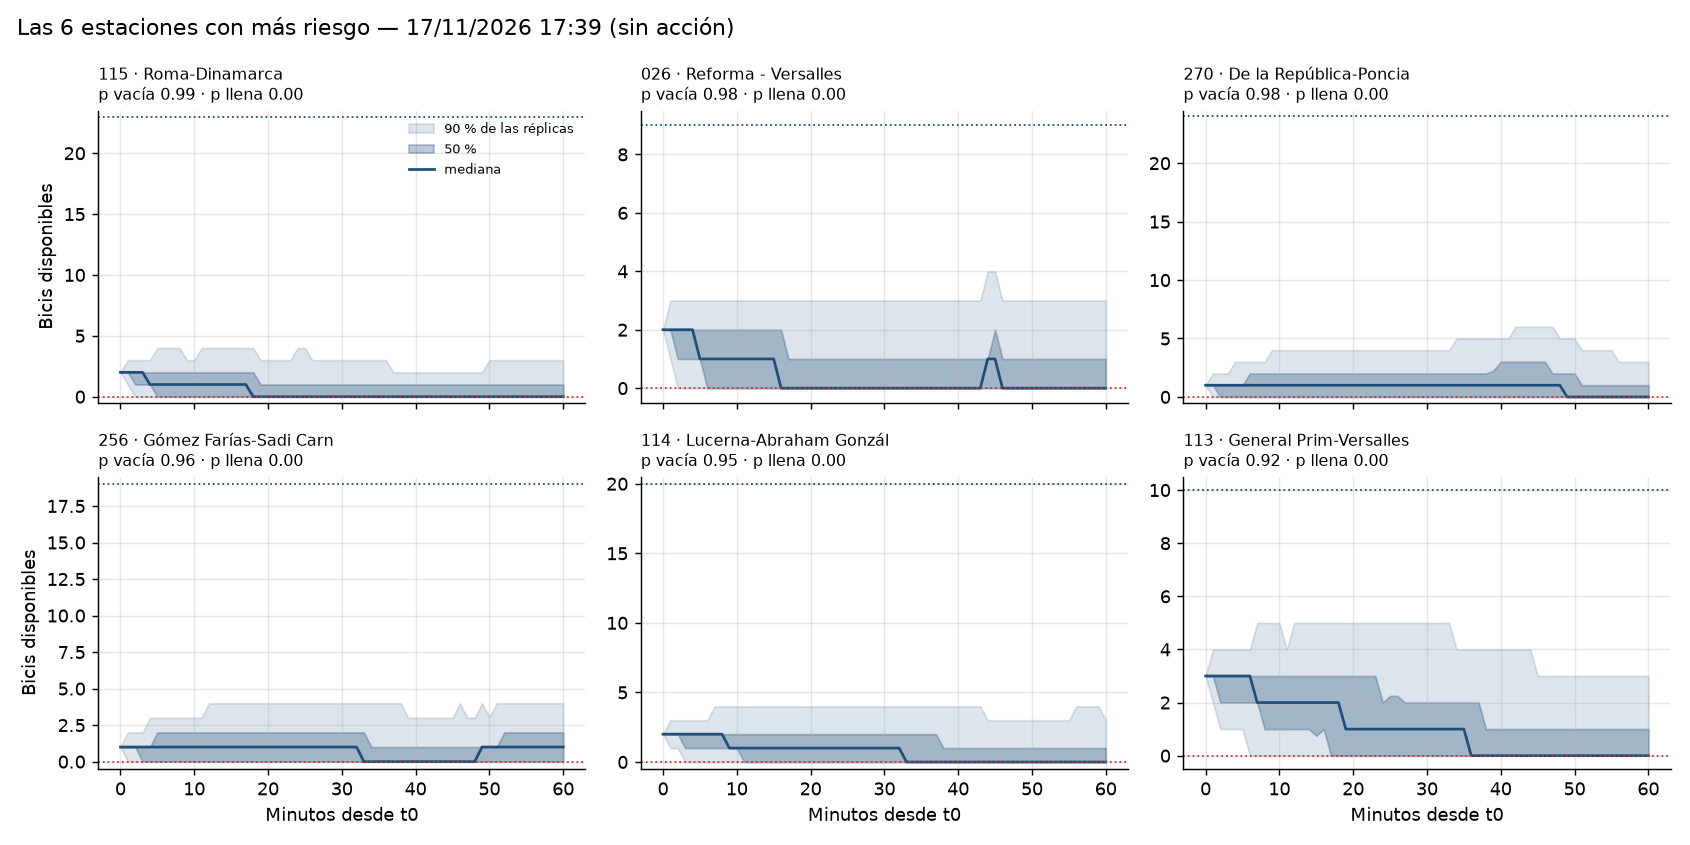 Las 6 estaciones con más riesgo — 17/11/2026 17:39 (sin acción)
115 · Roma-Dinamarca
p vacía 0.99 · p llena 0.00
90 % de las réplicas
50 %
mediana
20
15
10
5
0
Bicis disponibles
026 · Reforma - Versalles
p vacía 0.98 · p llena 0.00
8
6
4
2
0
270 · De la República-Poncia
p vacía 0.98 · p llena 0.00
20
15
10
5
0
256 · Gómez Farías-Sadi Carn
p vacía 0.96 · p llena 0.00
17.5
15.0
12.5
10.0
7.5
5.0
2.5
0.0
Bicis disponibles
0 10 20 30 40 50 60
Minutos desde t0
114 · Lucerna-Abraham Gonzál
p vacía 0.95 · p llena 0.00
20
15
10
5
0
0 10 20 30 40 50 60
Minutos desde t0
113 · General Prim-Versalles
p vacía 0.92 · p llena 0.00
10
8
6
4
2
0
0 10 20 30 40 50 60
Minutos desde t0